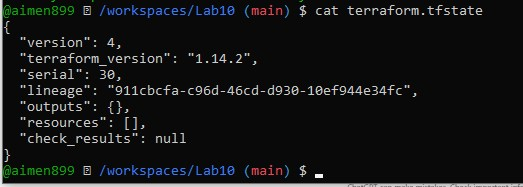 @aimen899 /workspaces/Lab10 (main) $ cat terraform.tfstate
{
  "version": 4,
  "terraform_version": "1.14.2",
  "serial": 30,
  "lineage": "911cbcfa-c96d-46cd-d930-10ef944e34fc",
  "outputs": {},
  "resources": [],
  "check_results": null
}
@aimen899 /workspaces/Lab10 (main) $